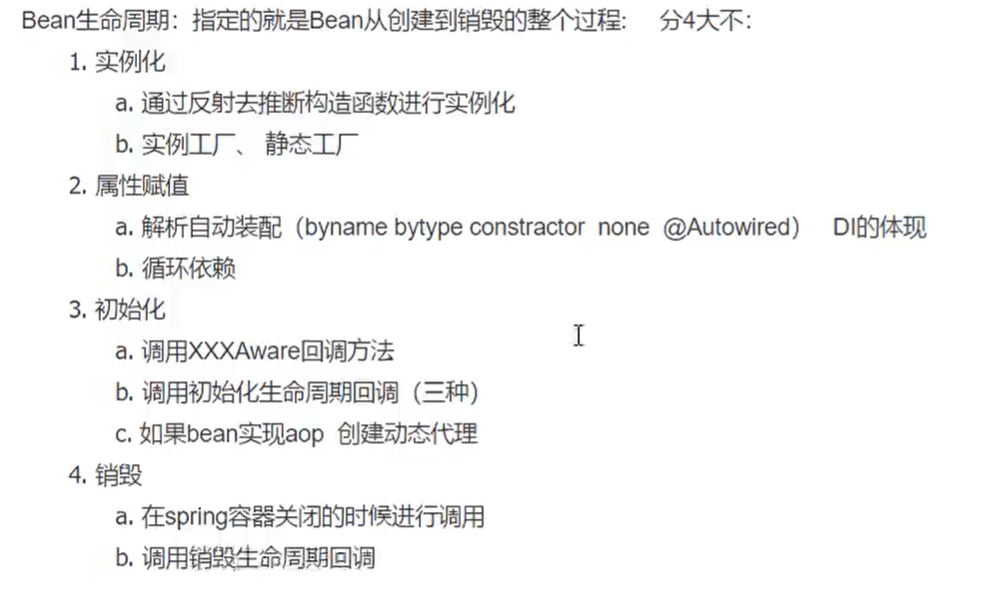 Bean生命周期：指定的就是Bean从创建到销毁的整个过程: 分4大不:
1. 实例化
a. 通过反射去推断构造函数进行实例化
b. 实例工厂、 静态工厂
2. 属性赋值
a. 解析自动装配（byname bytype constractor none @Autowired） DI的体现
b. 循环依赖
3. 初始化
a. 调用XXXAware回调方法
b. 调用初始化生命周期回调（三种）
c. 如果bean实现aop 创建动态代理
4. 销毁
a. 在spring容器关闭的时候进行调用
b. 调用销毁生命周期回调